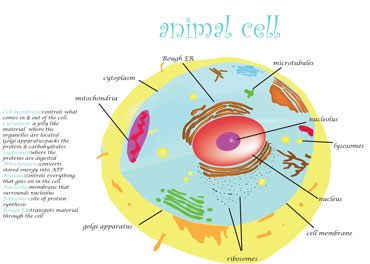 animal cell
Rough ER
microtubules
cytoplasm
mitochondria
nucleolus
lysosomes
nucleus
cell membrane
golgi apparatus
ribosomes
Cell membrane:controls what
comes in & out of the cell.
Cytoplasm: a jelly like
material where the
organelles are located
Golgi apparatus:packs the
protein & carbohydrates
Lysosomes:where the
proteins are digested
Mitochondria:converts
stored energy into ATP
Nucleus:controls everything
that goes on in the cell
Nucleolus:membrane that
surrounds nucleolus
Ribosomes:site of protien
synthesis
Rough ER:transpots material
through the cell